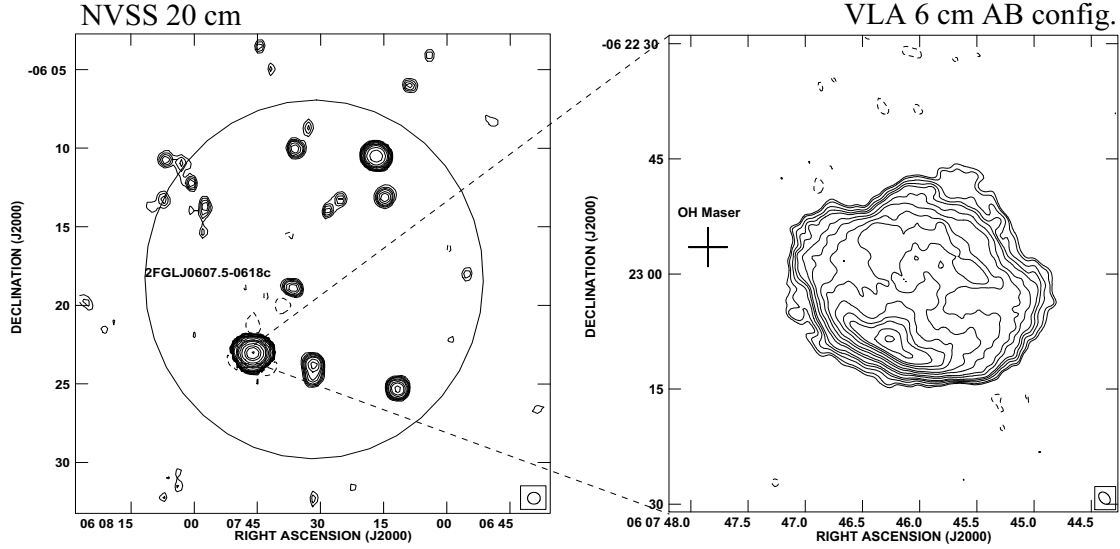 NVSS 20 cm
VLA 6 cm AB config.
DECLINATION (J2000)
-06 05
10
15
20
25
30
2FGLJ0607.5-0618c
06 08 15
00
07 45
30
15
00
06 45
RIGHT ASCENSION (J2000)
DECLINATION (J2000)
-06 22 30
45
23 00
15
30
OH Maser
06 07 48.0
47.5
47.0
46.5
46.0
45.5
45.0
44.5
RIGHT ASCENSION (J2000)